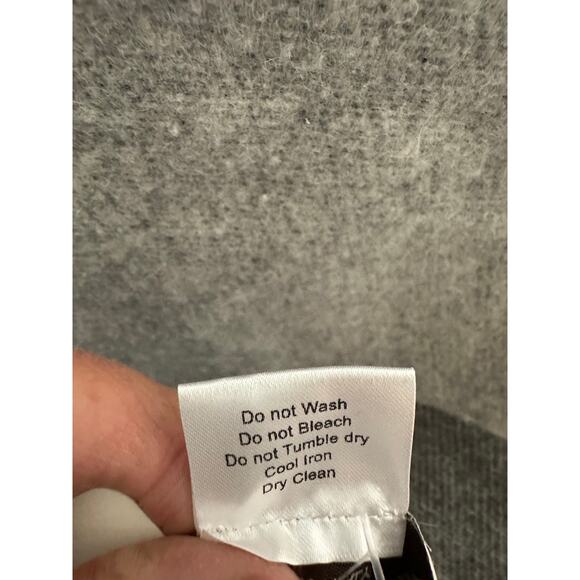 Do not Wash
Do not Bleach
Do not Tumble dry
Cool Iron
Dry Clean